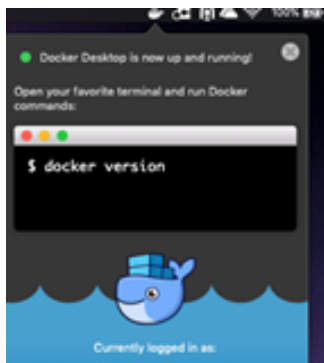 100%
Docker Desktop is now up and running!
Open your favorite terminal and run Docker
commands:
$ docker version
Currently logged in as: